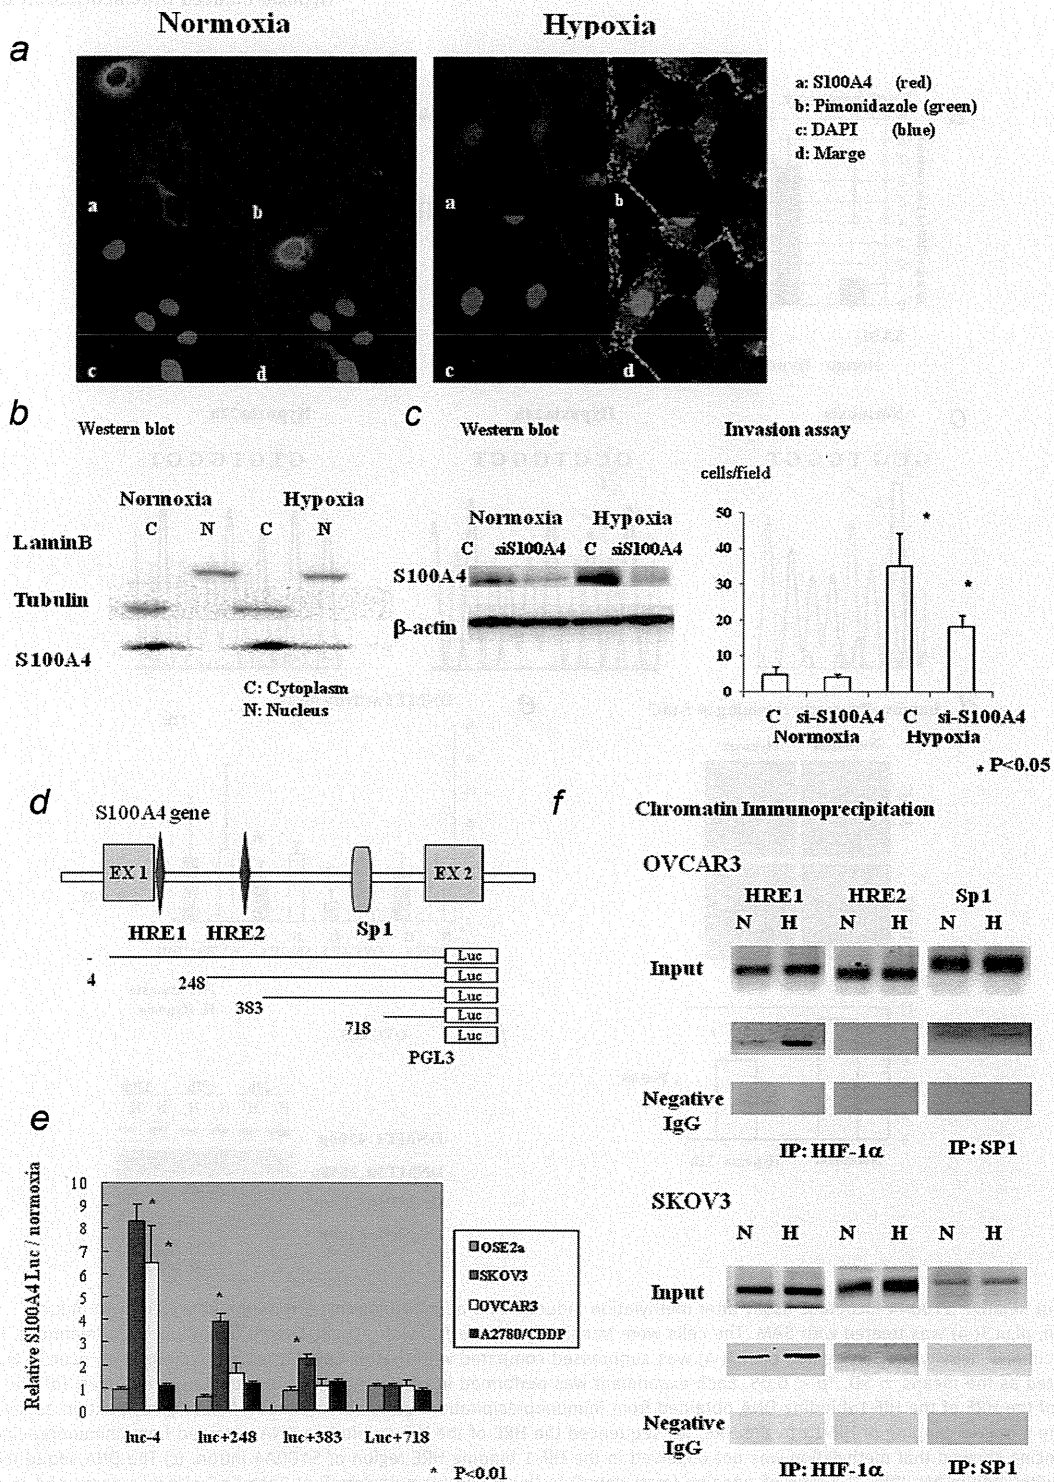 Normoxia Hypoxia
a
a: S100A4 (red)
b: Pimonidazole (green)
c: DAPI (blue)
d: Marge
a b a b
c d c d
b
Western blot
Normoxia Hypoxia
C N C N
LaminB
Tubulin
S100A4
C: Cytoplasm
N: Nucleus
c
Western blot
Normoxia Hypoxia
C siS100A4 C siS100A4
S100A4
β-actin
Invasion assay
cells/field
50
40
30
20
10
0
*
*
C si-S100A4 C si-S100A4
Normoxia Hypoxia
* P<0.05
d
S100A4 gene
EX 1 EX 2
HRE1 HRE2 Sp1
-4 Luc
248 Luc
383 Luc
718 Luc
Luc
PGL3
e
Relative S100A4 Luc / normoxia
10
9
8
7
6
5
4
3
2
1
0
* * * *
luc-4 luc+248 luc+383 Luc+718
* P<0.01
OSE2a
SKOV3
OVCAR3
A2780/CDDP
f
Chromatin Immunoprecipitation
OVCAR3
HRE1 HRE2 Sp1
N H N H N H
Input
Negative
IgG
IP: HIF-1α IP: SP1
SKOV3
N H N H N H
Input
Negative
IgG
IP: HIF-1α IP: SP1